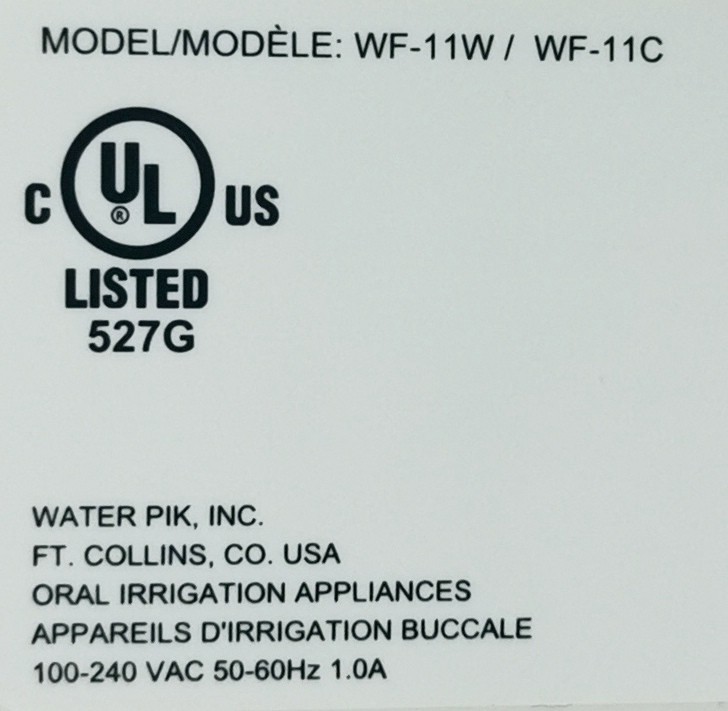 MODEL/MODÈLE: WF-11W / WF-11C
C UL® US
LISTED
527G
WATER PIK, INC.
FT. COLLINS, CO. USA
ORAL IRRIGATION APPLIANCES
APPAREILS D'IRRIGATION BUCCALE
100-240 VAC 50-60Hz 1.0A